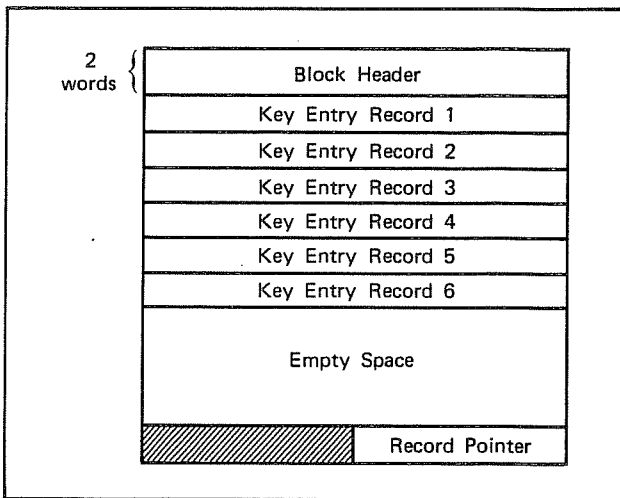 2
words
Block Header
Key Entry Record 1
Key Entry Record 2
Key Entry Record 3
Key Entry Record 4
Key Entry Record 5
Key Entry Record 6
Empty Space
Record Pointer